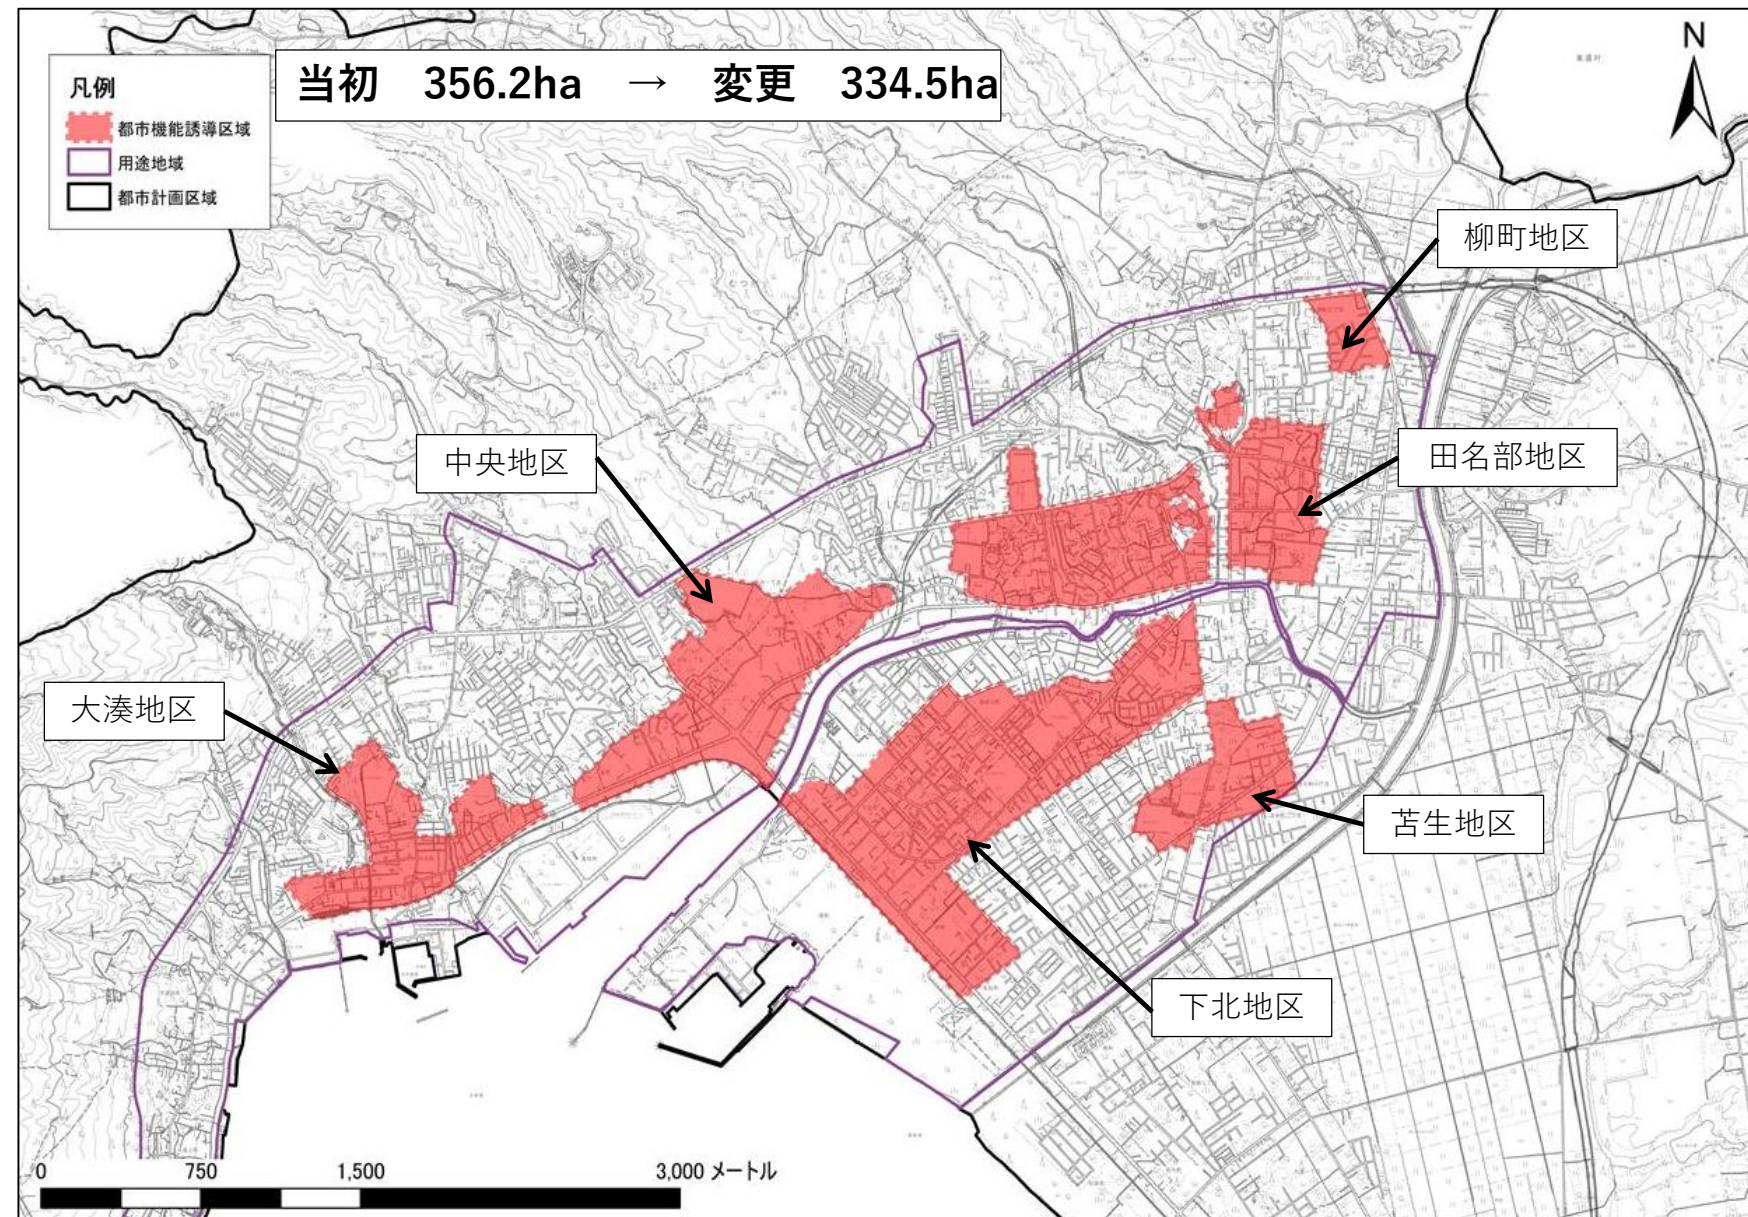 当初　356.2ha　→　変更　334.5ha
凡例
都市機能誘導区域
用途地域
都市計画区域
N
柳町地区
田名部地区
中央地区
大湊地区
苫生地区
下北地区
0 750 1,500 3,000 メートル